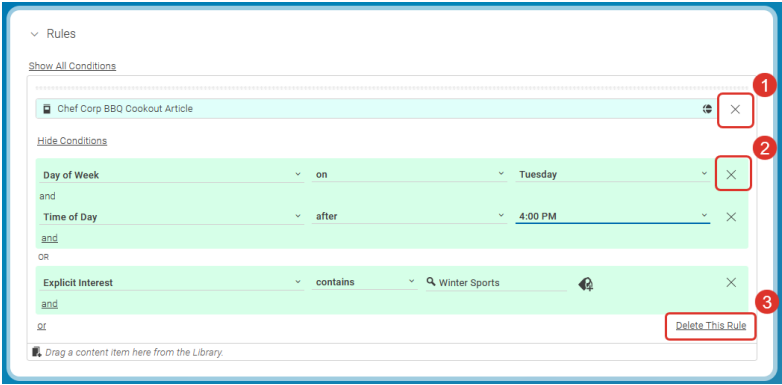 Rules
Show All Conditions
1
Chef Corp BBQ Cookout Article
Hide Conditions
2
Day of Week on Tuesday
and
Time of Day after 4:00 PM
and
OR
Explicit Interest contains Winter Sports
and
3
or Delete This Rule
Drag a content item here from the Library.